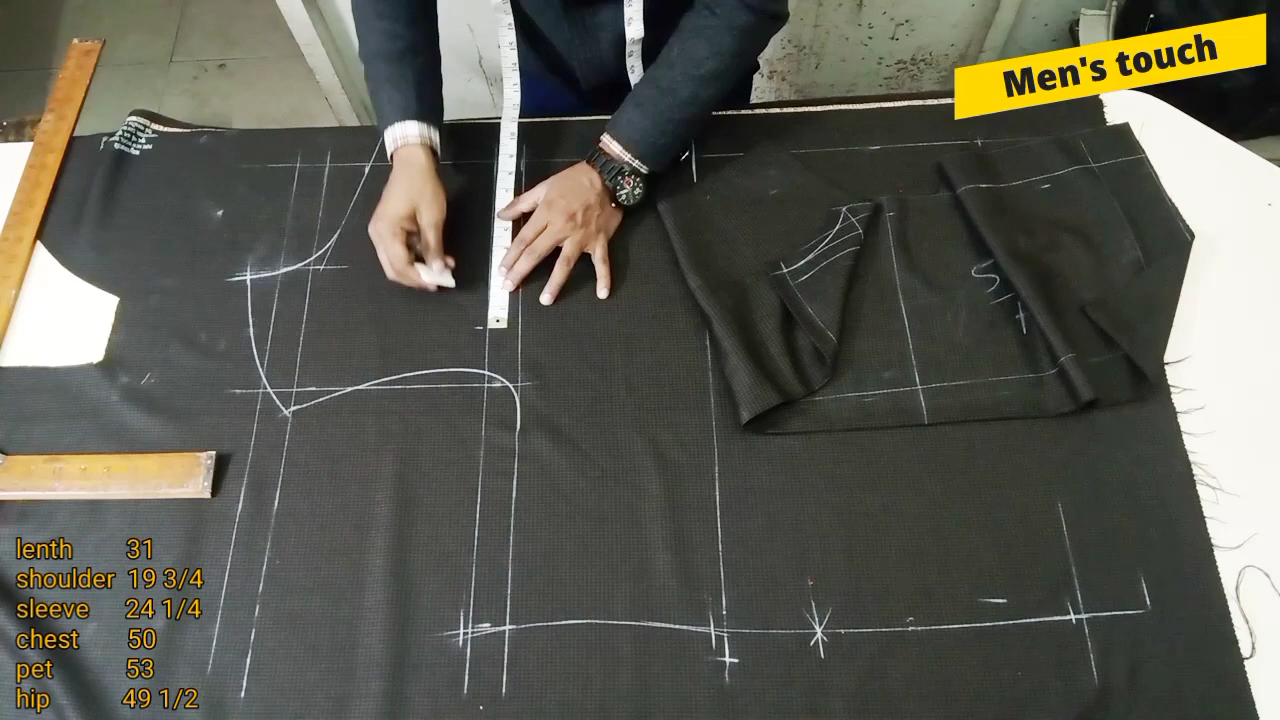 Men's touch
lenth 31
shoulder 19 3/4
sleeve 24 1/4
chest 50
pet 53
hip 49 1/2